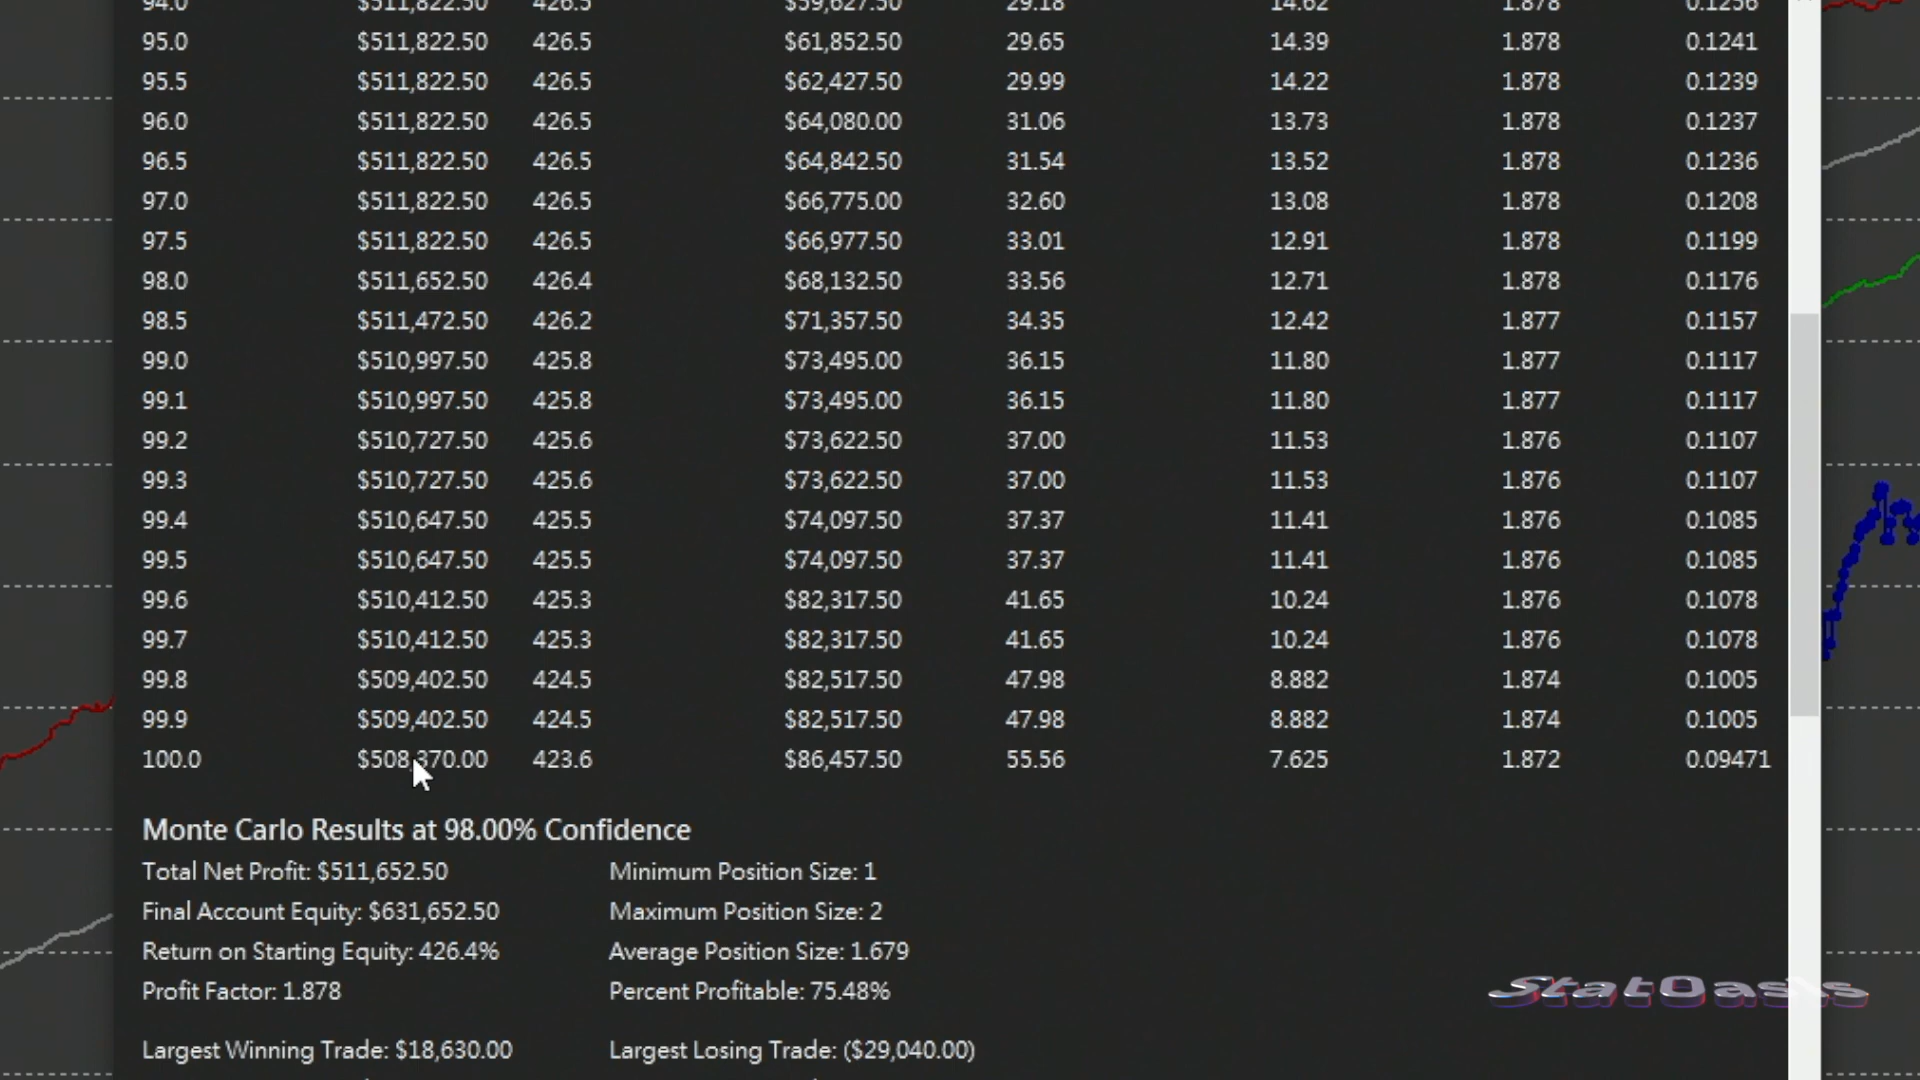 94.0 $511,822.50 426.5 $59,627.50 29.18 14.62 1.878 0.1256
95.0 $511,822.50 426.5 $61,852.50 29.65 14.39 1.878 0.1241
95.5 $511,822.50 426.5 $62,427.50 29.99 14.22 1.878 0.1239
96.0 $511,822.50 426.5 $64,080.00 31.06 13.73 1.878 0.1237
96.5 $511,822.50 426.5 $64,842.50 31.54 13.52 1.878 0.1236
97.0 $511,822.50 426.5 $66,775.00 32.60 13.08 1.878 0.1208
97.5 $511,822.50 426.5 $66,977.50 33.01 12.91 1.878 0.1199
98.0 $511,652.50 426.4 $68,132.50 33.56 12.71 1.878 0.1176
98.5 $511,472.50 426.2 $71,357.50 34.35 12.42 1.877 0.1157
99.0 $510,997.50 425.8 $73,495.00 36.15 11.80 1.877 0.1117
99.1 $510,997.50 425.8 $73,495.00 36.15 11.80 1.877 0.1117
99.2 $510,727.50 425.6 $73,622.50 37.00 11.53 1.876 0.1107
99.3 $510,727.50 425.6 $73,622.50 37.00 11.53 1.876 0.1107
99.4 $510,647.50 425.5 $74,097.50 37.37 11.41 1.876 0.1085
99.5 $510,647.50 425.5 $74,097.50 37.37 11.41 1.876 0.1085
99.6 $510,412.50 425.3 $82,317.50 41.65 10.24 1.876 0.1078
99.7 $510,412.50 425.3 $82,317.50 41.65 10.24 1.876 0.1078
99.8 $509,402.50 424.5 $82,517.50 47.98 8.882 1.874 0.1005
99.9 $509,402.50 424.5 $82,517.50 47.98 8.882 1.874 0.1005
100.0 $508,370.00 423.6 $86,457.50 55.56 7.625 1.872 0.09471
Monte Carlo Results at 98.00% Confidence
Total Net Profit: $511,652.50 Minimum Position Size: 1
Final Account Equity: $631,652.50 Maximum Position Size: 2
Return on Starting Equity: 426.4% Average Position Size: 1.679
Profit Factor: 1.878 Percent Profitable: 75.48%
StatOasis
Largest Winning Trade: $18,630.00 Largest Losing Trade: ($29,040.00)